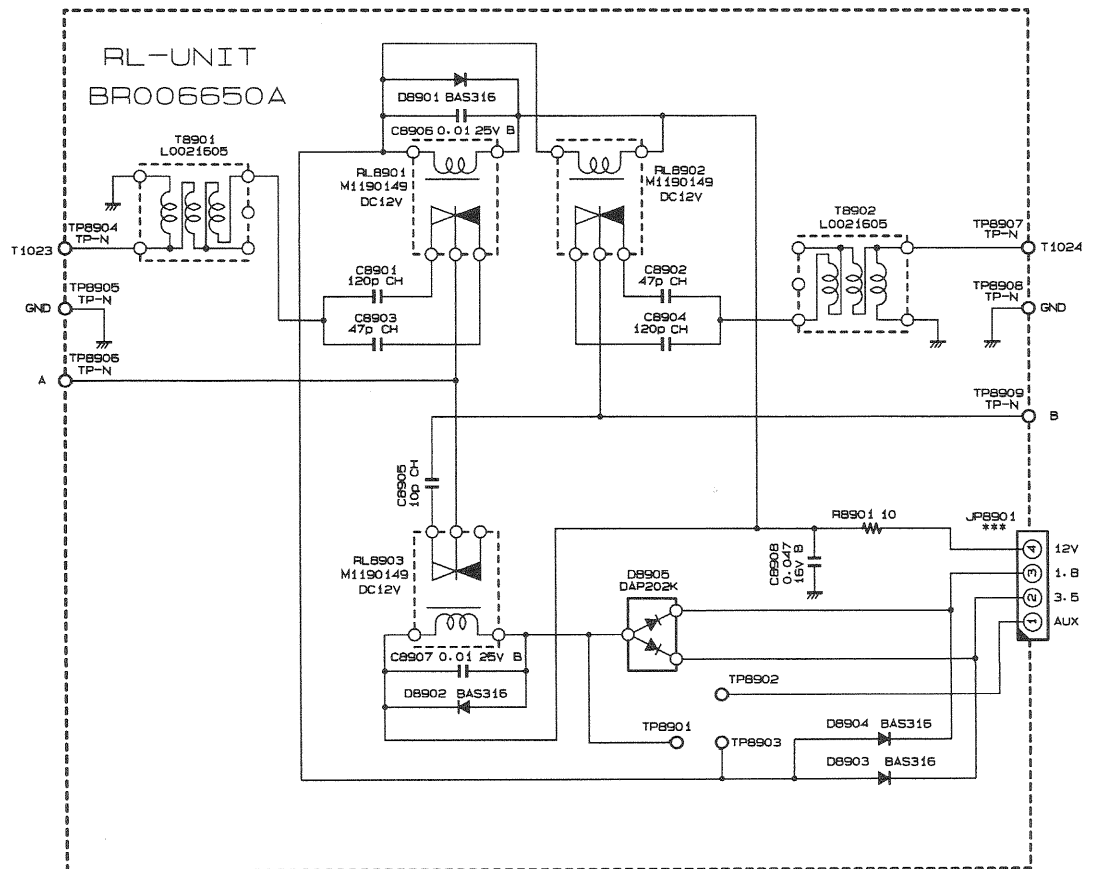 RL-UNIT
BR006650A
D8901 BAS316
C8906 0.01 25V B
T8901
L0021605
RL8901
M1190149
DC12V
RL8902
M1190149
DC12V
T8902
L0021605
TP8904
TP-N
T1023
TP8907
TP-N
T1024
C8901
120p CH
C8903
47p CH
C8902
47p CH
C8904
120p CH
TP8905
TP-N
GND
TP8908
TP-N
GND
TP8906
TP-N
A
TP8909
TP-N
B
C8905
10p CH
R8901 10
JP8901
***
C8908
0.047
16V B
4 12V
3 1.8
2 3.5
1 AUX
RL8903
M1190149
DC12V
D8905
DAP202K
C8907 0.01 25V B
D8902 BAS316
TP8902
TP8901
TP8903
D8904 BAS316
D8903 BAS316